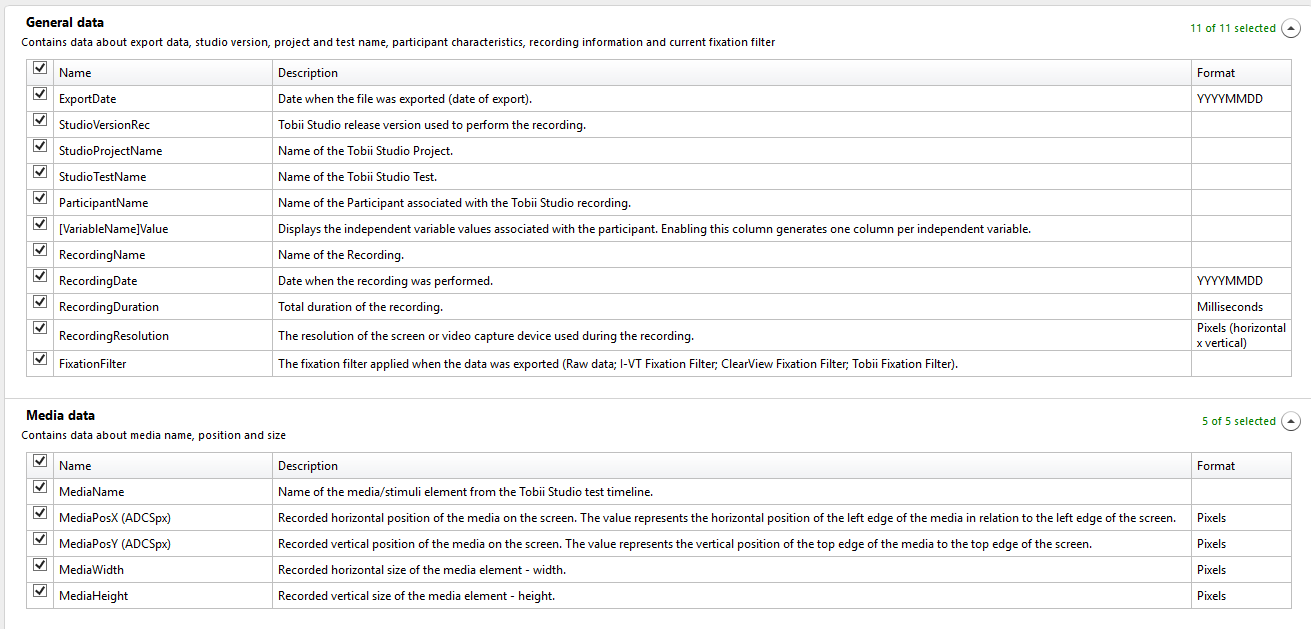 General data
11 of 11 selected
Contains data about export data, studio version, project and test name, participant characteristics, recording information and current fixation filter
Name Description Format
ExportDate Date when the file was exported (date of export). YYYYMMDD
StudioVersionRec Tobii Studio release version used to perform the recording.
StudioProjectName Name of the Tobii Studio Project.
StudioTestName Name of the Tobii Studio Test.
ParticipantName Name of the Participant associated with the Tobii Studio recording.
[VariableName]Value Displays the independent variable values associated with the participant. Enabling this column generates one column per independent variable.
RecordingName Name of the Recording.
RecordingDate Date when the recording was performed. YYYYMMDD
RecordingDuration Total duration of the recording. Milliseconds
RecordingResolution The resolution of the screen or video capture device used during the recording. Pixels (horizontal
x vertical)
FixationFilter The fixation filter applied when the data was exported (Raw data; I-VT Fixation Filter; ClearView Fixation Filter; Tobii Fixation Filter).
Media data
5 of 5 selected
Contains data about media name, position and size
Name Description Format
MediaName Name of the media/stimuli element from the Tobii Studio test timeline.
MediaPosX (ADCSpx) Recorded horizontal position of the media on the screen. The value represents the horizontal position of the left edge of the media in relation to the left edge of the screen. Pixels
MediaPosY (ADCSpx) Recorded vertical position of the media on the screen. The value represents the vertical position of the top edge of the media to the top edge of the screen. Pixels
MediaWidth Recorded horizontal size of the media element - width. Pixels
MediaHeight Recorded vertical size of the media element - height. Pixels